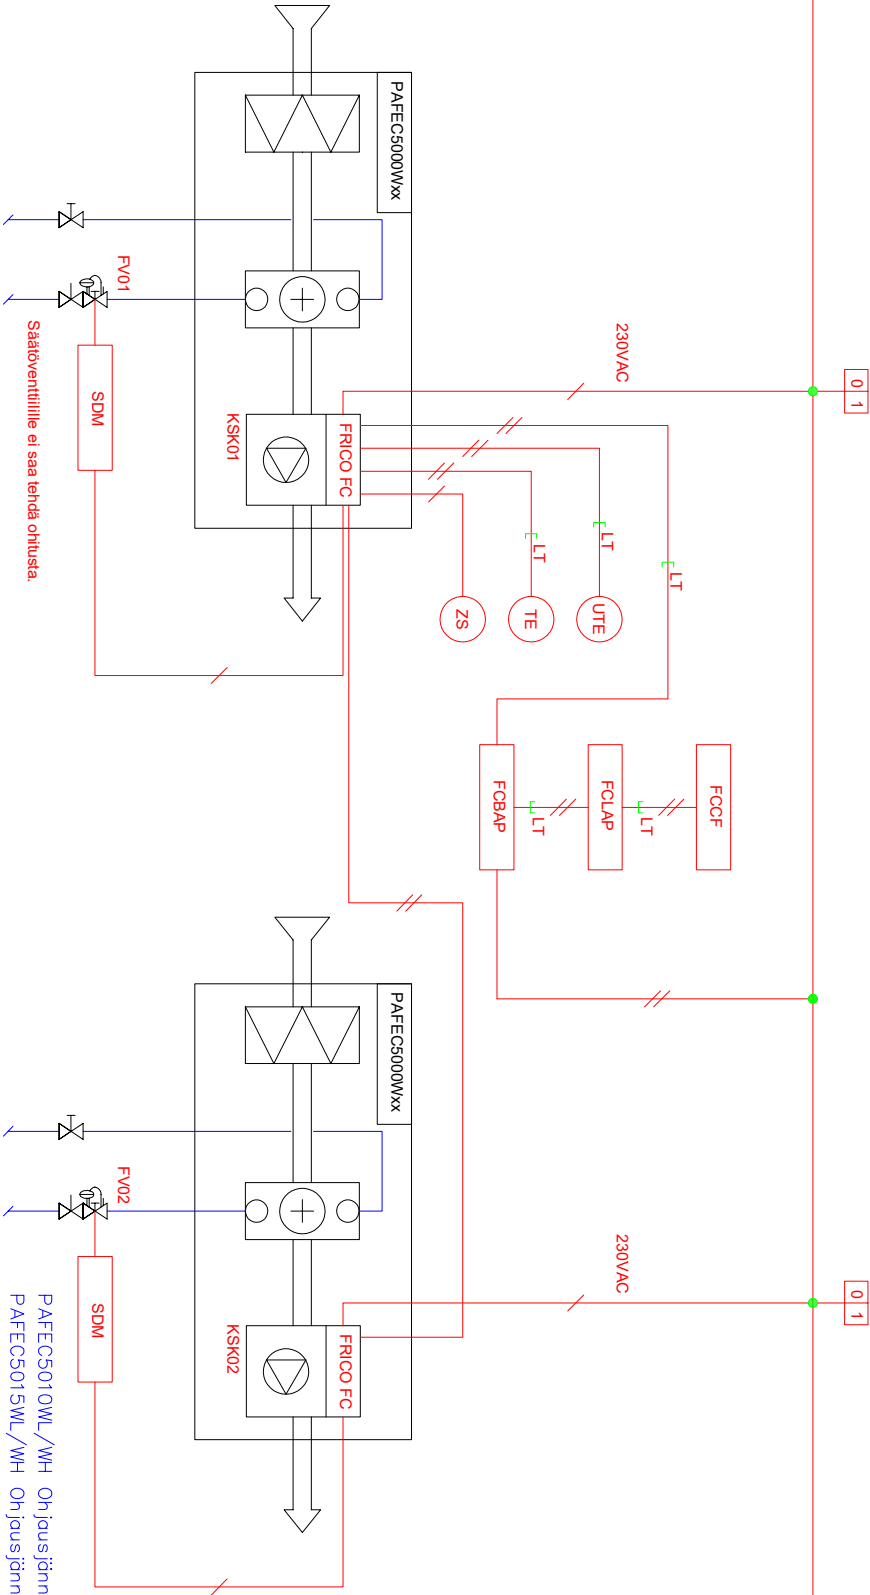 0 1
230VAC
PAFEC5000Wxx
FV01
SDM
Säätöventtiilille ei saa tehdä ohitusta.
KSK01
FRICO FC
LT
LT
LT
UTE
TE
ZS
FCCF
FCLAP
FCBAP
LT
LT
0 1
230VAC
PAFEC5000Wxx
FV02
SDM
KSK02
FRICO FC
PAFEC5010WL/WH Ohjausjänn
PAFEC5015WL/WH Ohjausjänn